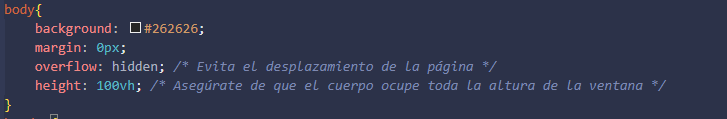 body{
background: #262626;
margin: 0px;
overflow: hidden; /* Evita el desplazamiento de la página */
height: 100vh; /* Asegúrate de que el cuerpo ocupe toda la altura de la ventana */
}